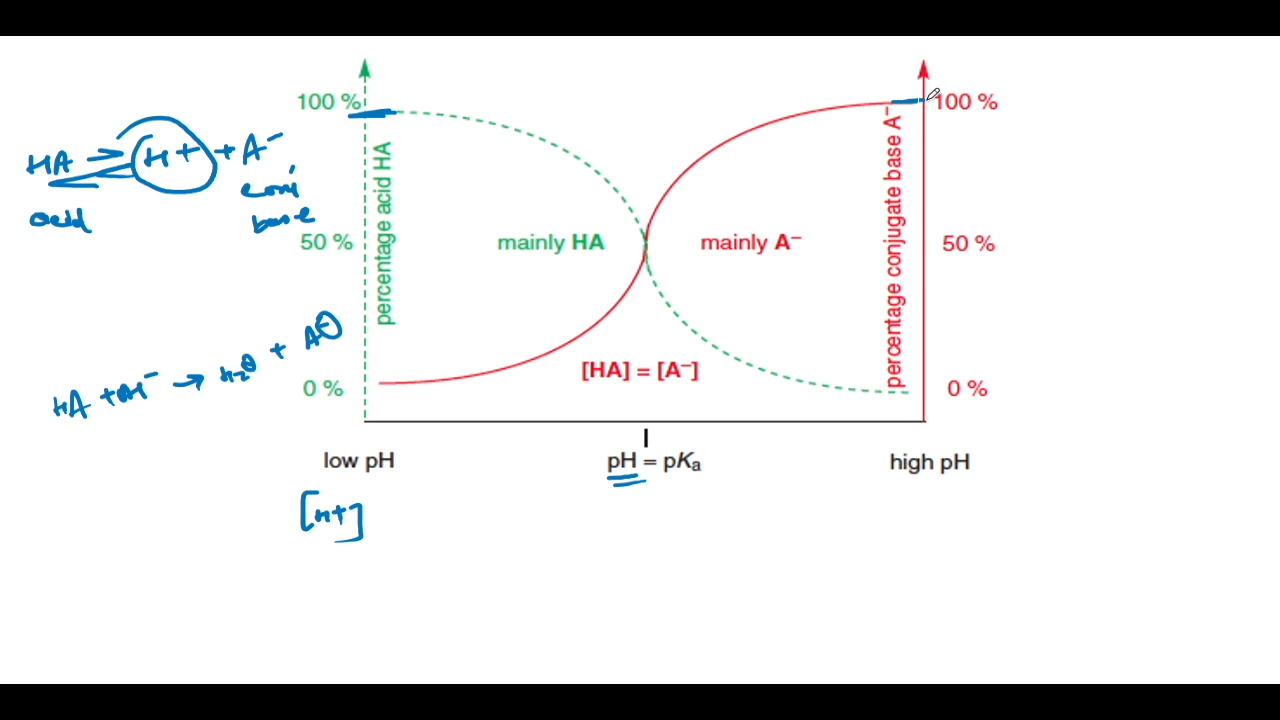 100 %
100 %
HA ⇌ H+ + A⁻
acid
conj
base
percentage acid HA
percentage conjugate base A⁻
50 %
mainly HA
mainly A⁻
50 %
HA + OH⁻ → H₂O + A⊖
[HA] = [A⁻]
0 %
0 %
low pH
pH = pKₐ
high pH
[H+]